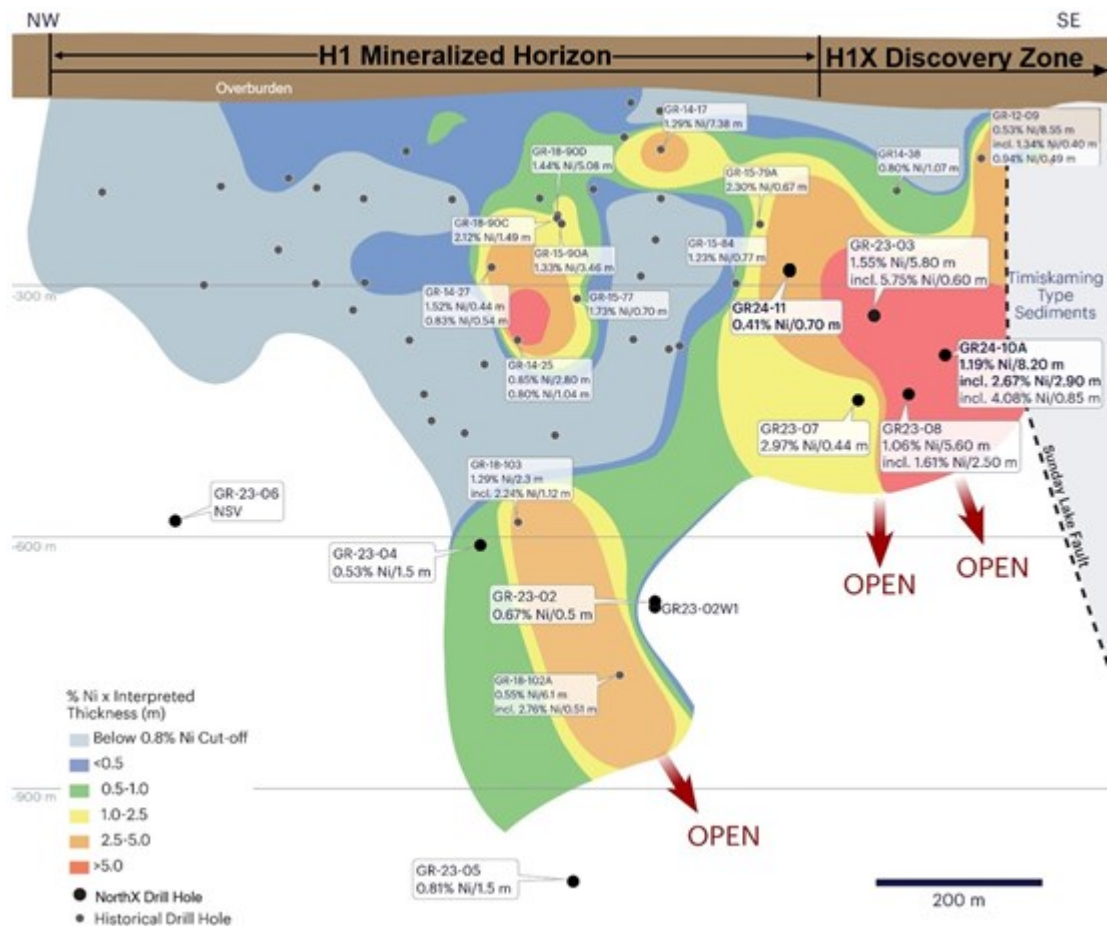 NW
SE
H1 Mineralized Horizon
H1X Discovery Zone
Overburden
GR-14-17
1.29% Ni/7.38 m
GR-12-09
0.53% Ni/8.55 m
incl. 1.34% Ni/0.40 m
0.94% Ni/0.49 m
GR-18-90D
1.44% Ni/5.08 m
GR14-38
0.80% Ni/1.07 m
GR-15-79A
2.30% Ni/0.67 m
GR-18-90C
2.12% Ni/1.49 m
GR-15-90A
1.33% Ni/3.46 m
GR-15-84
1.23% Ni/0.77 m
GR-23-03
1.55% Ni/5.80 m
incl. 5.75% Ni/0.60 m
-300 m
GR-14-27
1.52% Ni/0.44 m
0.83% Ni/0.54 m
GR-15-77
1.73% Ni/0.70 m
GR24-11
0.41% Ni/0.70 m
Timiskaming
Type
Sediments
GR-14-25
0.85% Ni/2.80 m
0.80% Ni/1.04 m
GR24-10A
1.19% Ni/8.20 m
incl. 2.67% Ni/2.90 m
incl. 4.08% Ni/0.85 m
GR23-07
2.97% Ni/0.44 m
GR23-08
1.06% Ni/5.60 m
incl. 1.61% Ni/2.50 m
GR-18-103
1.29% Ni/2.3 m
incl. 2.24% Ni/1.12 m
Sunday Lake Fault
GR-23-06
NSV
-600 m
GR-23-04
0.53% Ni/1.5 m
OPEN
OPEN
GR-23-02
0.67% Ni/0.5 m
GR23-02W1
GR-18-102A
0.55% Ni/6.1 m
incl. 2.76% Ni/0.51 m
% Ni x Interpreted
Thickness (m)
Below 0.8% Ni Cut-off
<0.5
0.5-1.0
1.0-2.5
2.5-5.0
>5.0
NorthX Drill Hole
Historical Drill Hole
-900 m
OPEN
GR-23-05
0.81% Ni/1.5 m
200 m